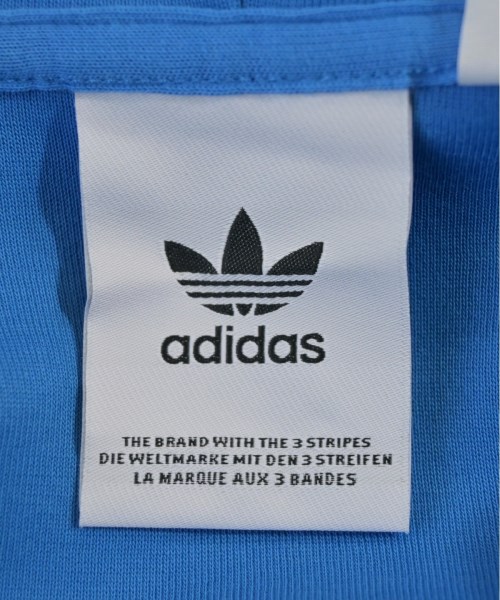 adidas
THE BRAND WITH THE 3 STRIPES
DIE WELTMARKE MIT DEN 3 STREIFEN
LA MARQUE AUX 3 BANDES